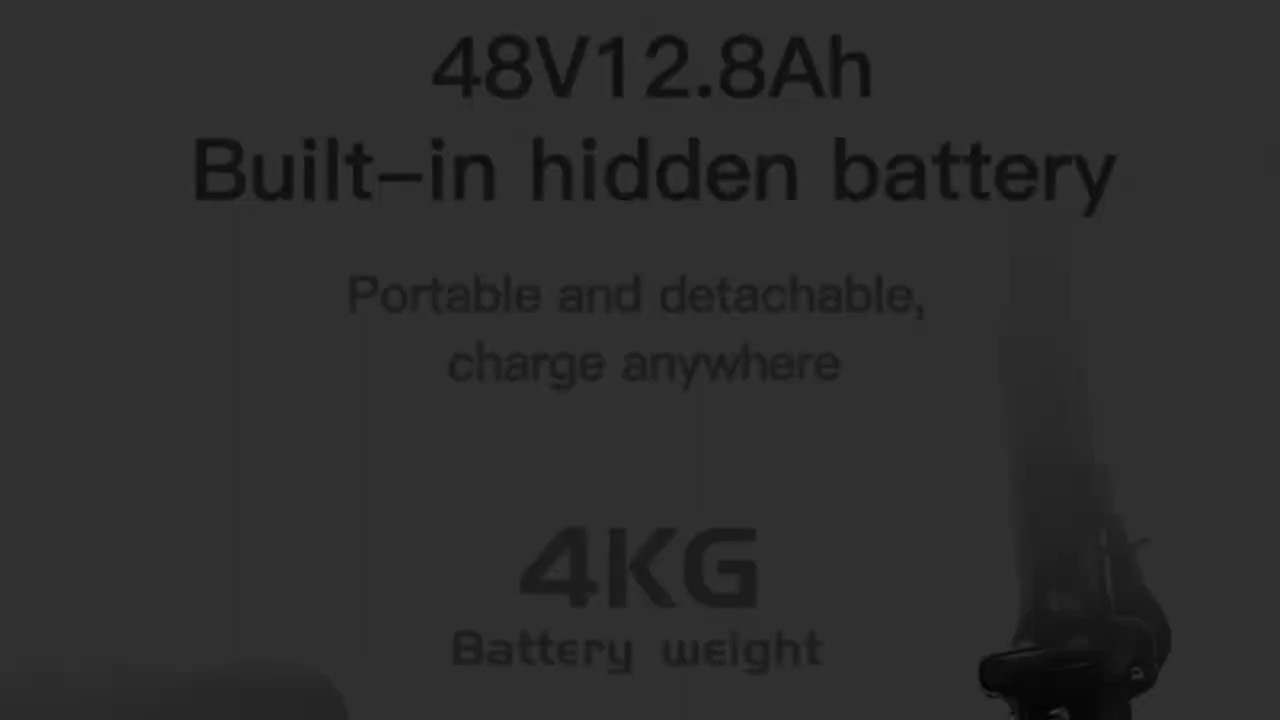 48V12.8Ah
Built-in hidden battery
Portable and detachable,
charge anywhere
4KG
Battery weight